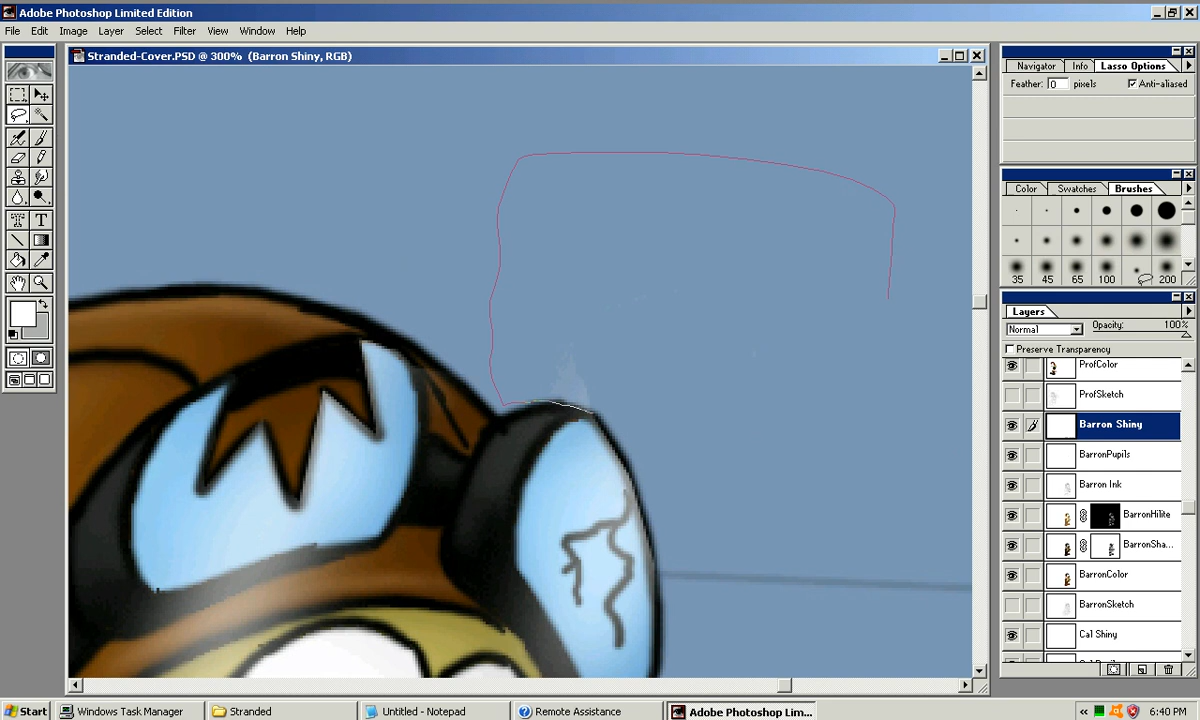 Adobe Photoshop Limited Edition
File Edit Image Layer Select Filter View Window Help
Stranded-Cover.PSD @ 300% (Barron Shiny, RGB)
Navigator Info Lasso Options
Feather: 0 pixels Anti-aliased
Color Swatches Brushes
35 45 65 100 200
Layers
Normal Opacity: 100%
Preserve Transparency
ProfColor
ProfSketch
Barron Shiny
BarronPupils
Barron Ink
BarronHilite
BarronSha...
BarronColor
BarronSketch
Cal Shiny
Start Windows Task Manager Stranded Untitled - Notepad Remote Assistance Adobe Photoshop Lim... 6:40 PM